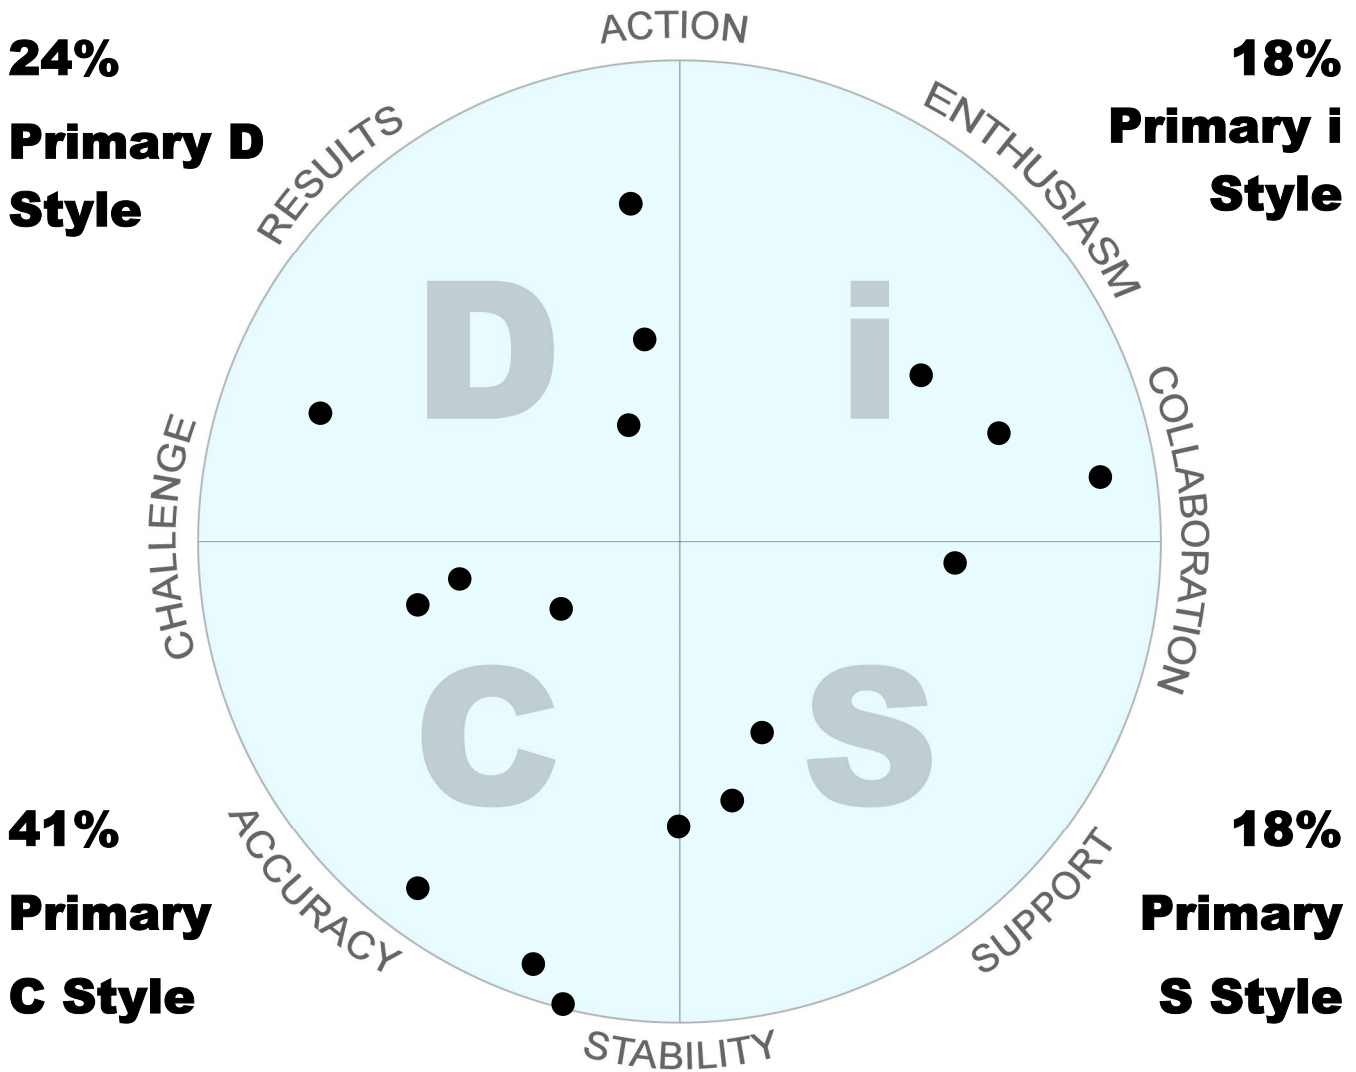 ACTION
24%
Primary D
Style
18%
Primary i
Style
RESULTS
ENTHUSIASM
D
i
CHALLENGE
COLLABORATION
C
S
41%
Primary
C Style
18%
Primary
S Style
ACCURACY
SUPPORT
STABILITY